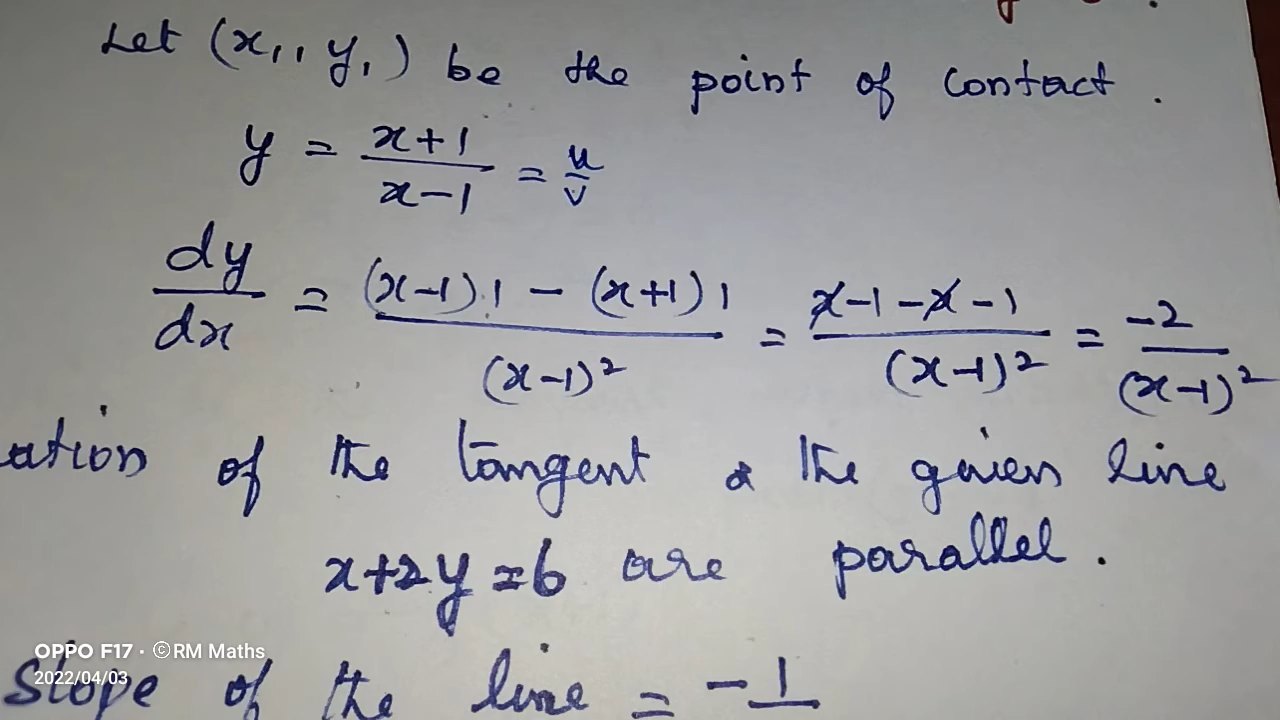 Let (x₁, y₁) be the point of contact.
y = (x+1)/(x-1) = u/v
dy/dx = ((x-1).1 - (x+1)1)/(x-1)² = (x-1-x-1)/(x-1)² = -2/(x-1)²
ation of the tangent & the given line
x+2y=6 are parallel.
OPPO F17 · ©RM Maths
2022/04/03
Slope of the line = -1